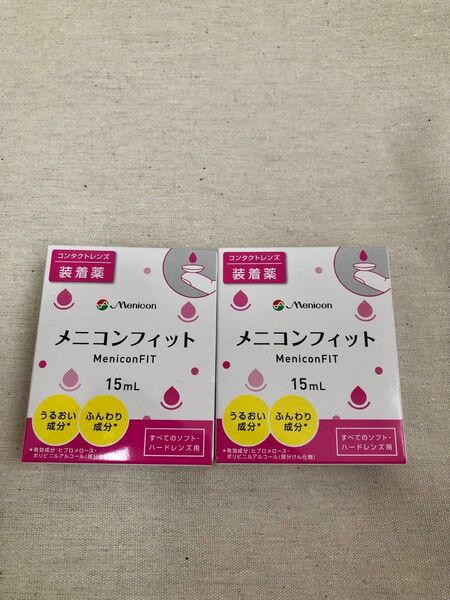 コンタクトレンズ
装着薬
Menicon
メニコンフィット
MeniconFIT
15mL
うるおい
成分*
ふんわり
成分*
*有効成分:ヒプロメロース・
ポリビニルアルコール(部分
すべてのソフト・
ハードレンズ用
コンタクトレンズ
装着薬
Menicon
メニコンフィット
MeniconFIT
15mL
うるおい
成分*
ふんわり
成分*
*有効成分:ヒプロメロース・
ポリビニルアルコール(部分けん化物)
すべてのソフト・
ハードレンズ用